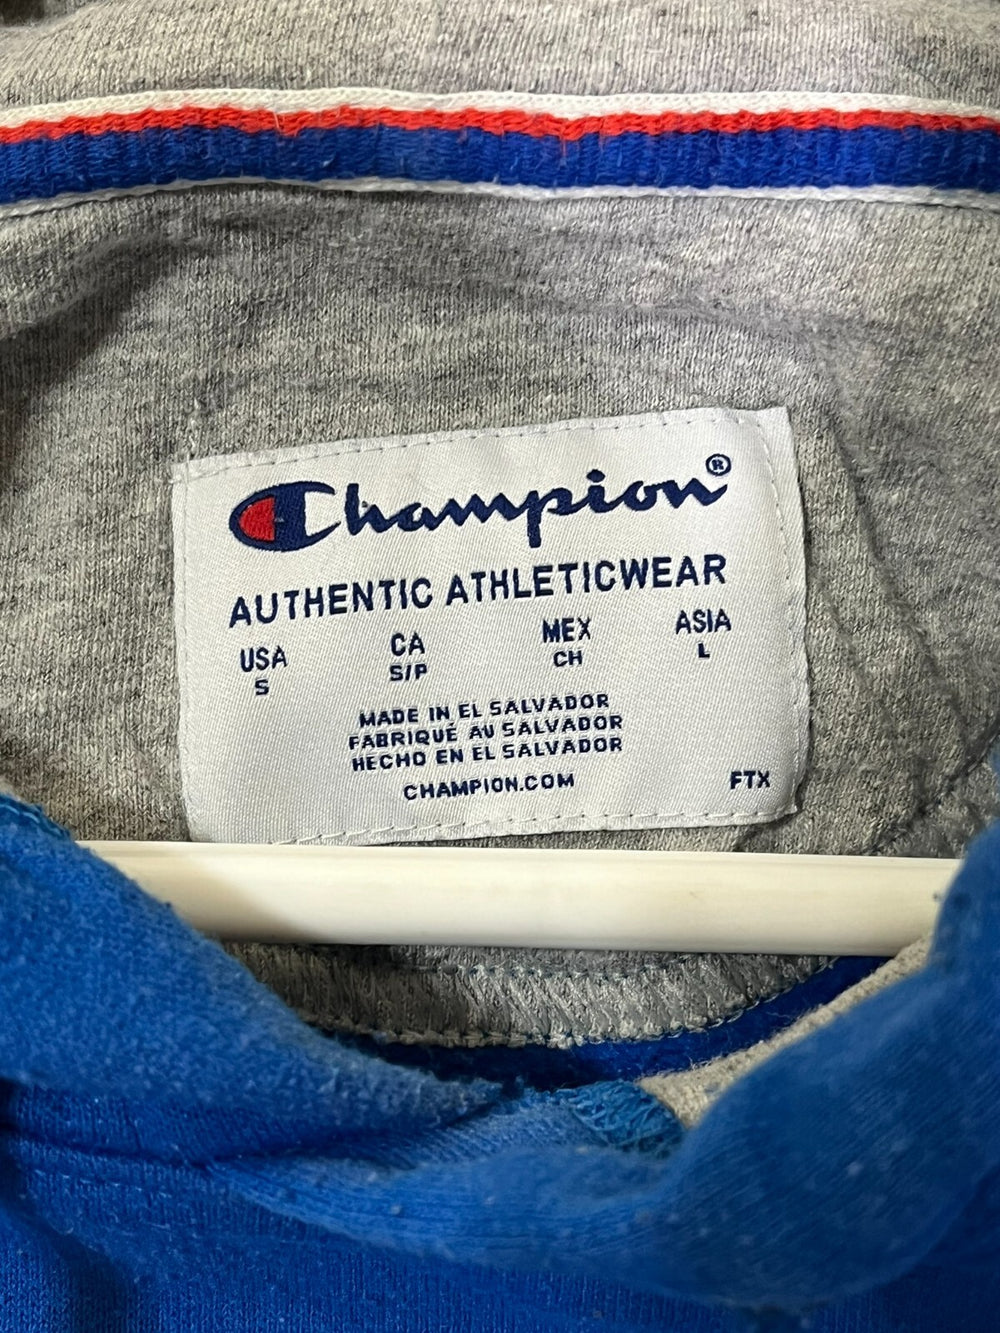 Champion®
AUTHENTIC ATHLETICWEAR
USA CA MEX ASIA
S S/P CH L
MADE IN EL SALVADOR
FABRIQUÉ AU SALVADOR
HECHO EN EL SALVADOR
CHAMPION.COM
FTX